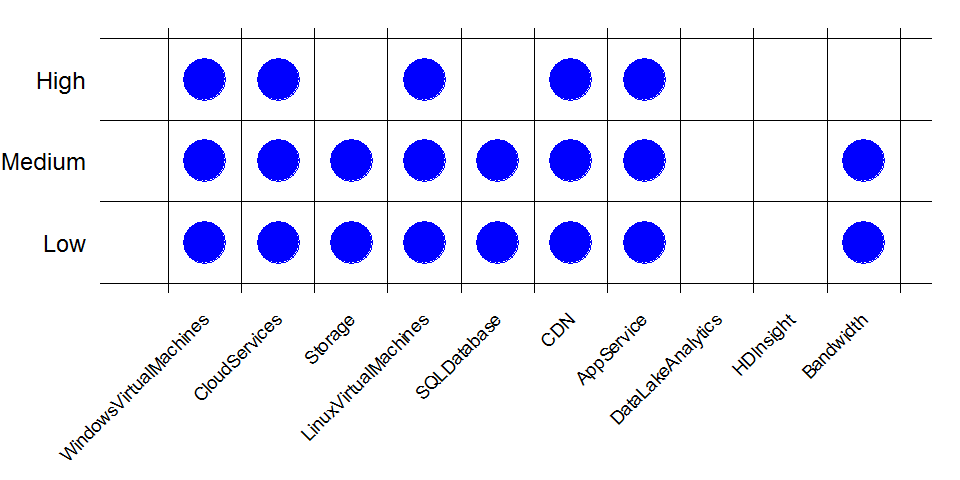 High
Medium
Low
WindowsVirtualMachines
CloudServices
Storage
LinuxVirtualMachines
SQLDatabase
CDN
AppService
DataLakeAnalytics
HDInsight
Bandwidth